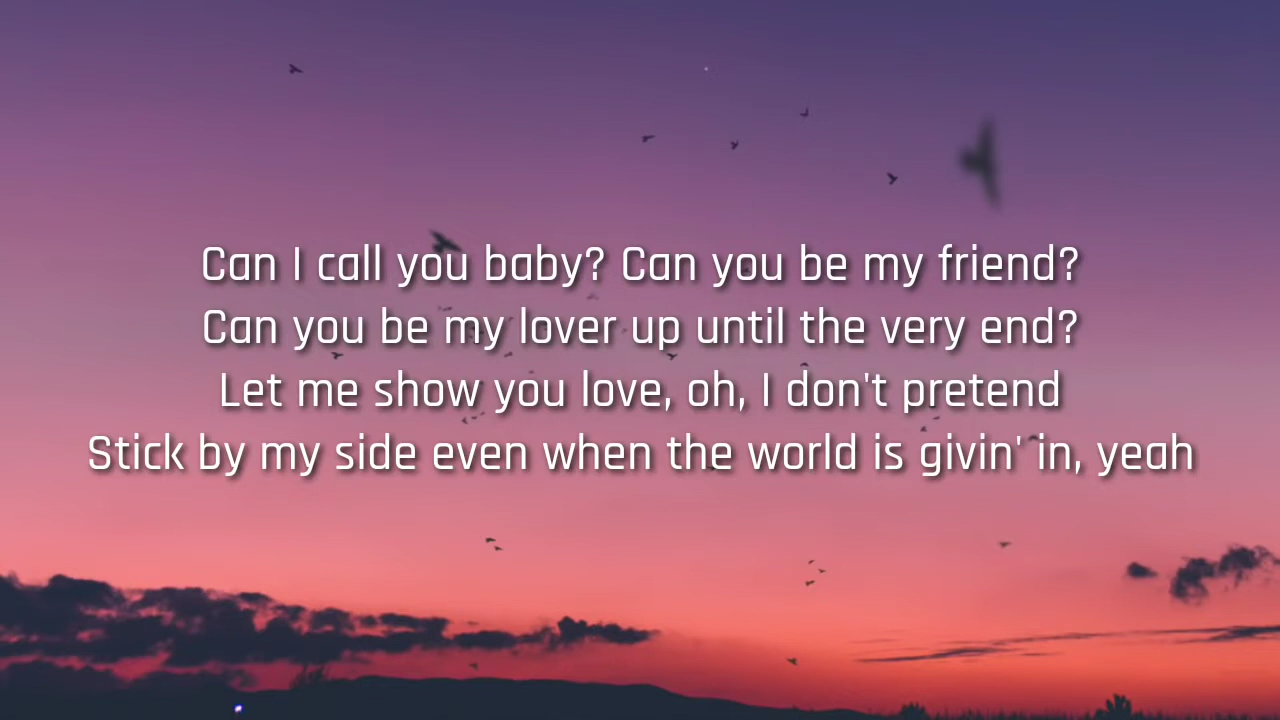 Can I call you baby? Can you be my friend?
Can you be my lover up until the very end?
Let me show you love, oh, I don't pretend
Stick by my side even when the world is givin' in, yeah